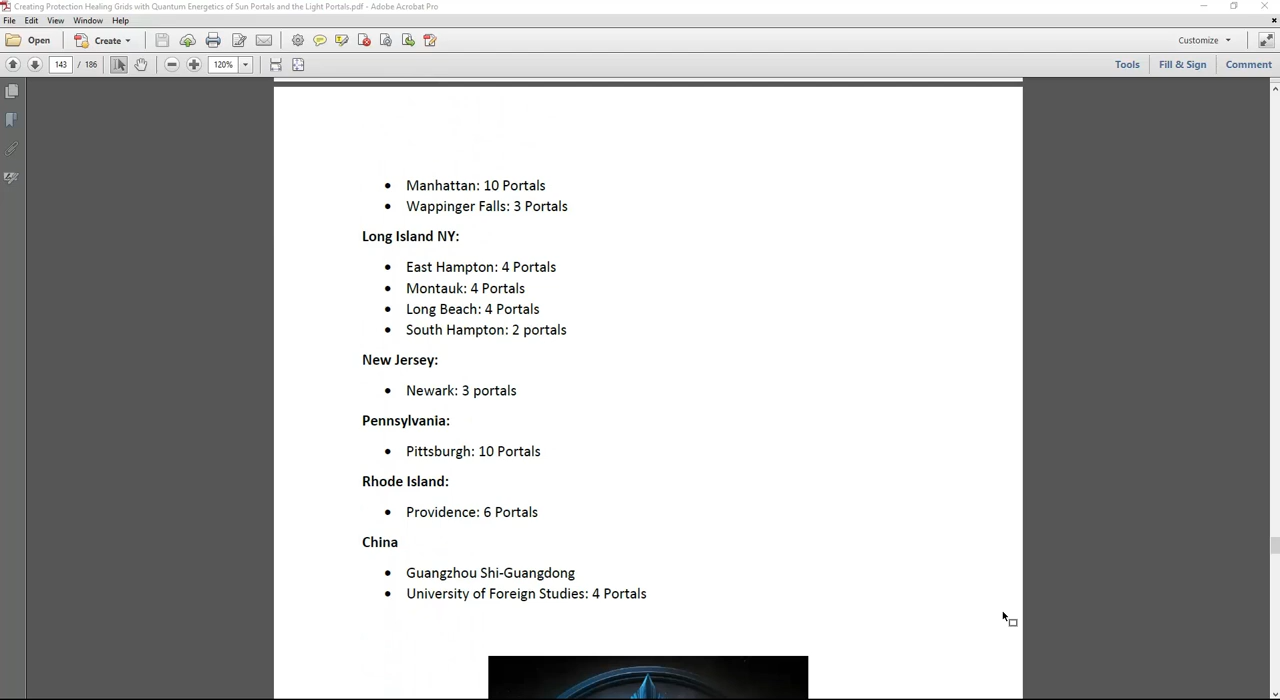 Creating Protection Healing Grids with Quantum Energetics of Sun Portals and the Light Portals.pdf - Adobe Acrobat Pro
File Edit View Window Help
Open Create Customize
143 / 186 120% Tools Fill & Sign Comment
• Manhattan: 10 Portals
• Wappinger Falls: 3 Portals
Long Island NY:
• East Hampton: 4 Portals
• Montauk: 4 Portals
• Long Beach: 4 Portals
• South Hampton: 2 portals
New Jersey:
• Newark: 3 portals
Pennsylvania:
• Pittsburgh: 10 Portals
Rhode Island:
• Providence: 6 Portals
China
• Guangzhou Shi-Guangdong
• University of Foreign Studies: 4 Portals